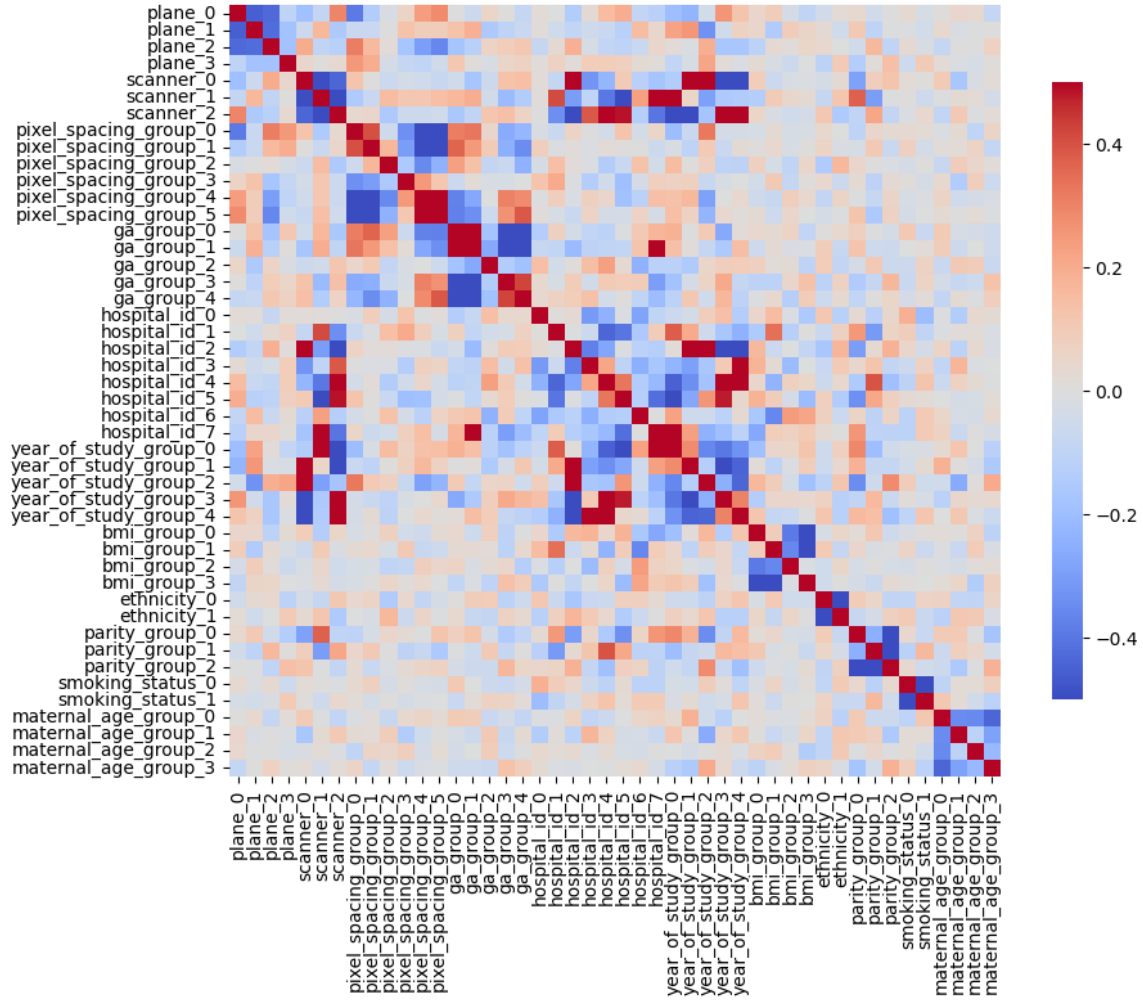 plane_0
plane_1
plane_2
plane_3
scanner_0
scanner_1
scanner_2
pixel_spacing_group_0
pixel_spacing_group_1
pixel_spacing_group_2
pixel_spacing_group_3
pixel_spacing_group_4
pixel_spacing_group_5
ga_group_0
ga_group_1
ga_group_2
ga_group_3
ga_group_4
hospital_id_0
hospital_id_1
hospital_id_2
hospital_id_3
hospital_id_4
hospital_id_5
hospital_id_6
hospital_id_7
year_of_study_group_0
year_of_study_group_1
year_of_study_group_2
year_of_study_group_3
year_of_study_group_4
bmi_group_0
bmi_group_1
bmi_group_2
bmi_group_3
ethnicity_0
ethnicity_1
parity_group_0
parity_group_1
parity_group_2
smoking_status_0
smoking_status_1
maternal_age_group_0
maternal_age_group_1
maternal_age_group_2
maternal_age_group_3
plane_0
plane_1
plane_2
plane_3
scanner_0
scanner_1
scanner_2
pixel_spacing_group_0
pixel_spacing_group_1
pixel_spacing_group_2
pixel_spacing_group_3
pixel_spacing_group_4
pixel_spacing_group_5
ga_group_0
ga_group_1
ga_group_2
ga_group_3
ga_group_4
hospital_id_0
hospital_id_1
hospital_id_2
hospital_id_3
hospital_id_4
hospital_id_5
hospital_id_6
hospital_id_7
year_of_study_group_0
year_of_study_group_1
year_of_study_group_2
year_of_study_group_3
year_of_study_group_4
bmi_group_0
bmi_group_1
bmi_group_2
bmi_group_3
ethnicity_0
ethnicity_1
parity_group_0
parity_group_1
parity_group_2
smoking_status_0
smoking_status_1
maternal_age_group_0
maternal_age_group_1
maternal_age_group_2
maternal_age_group_3
0.4
0.2
0.0
−0.2
−0.4